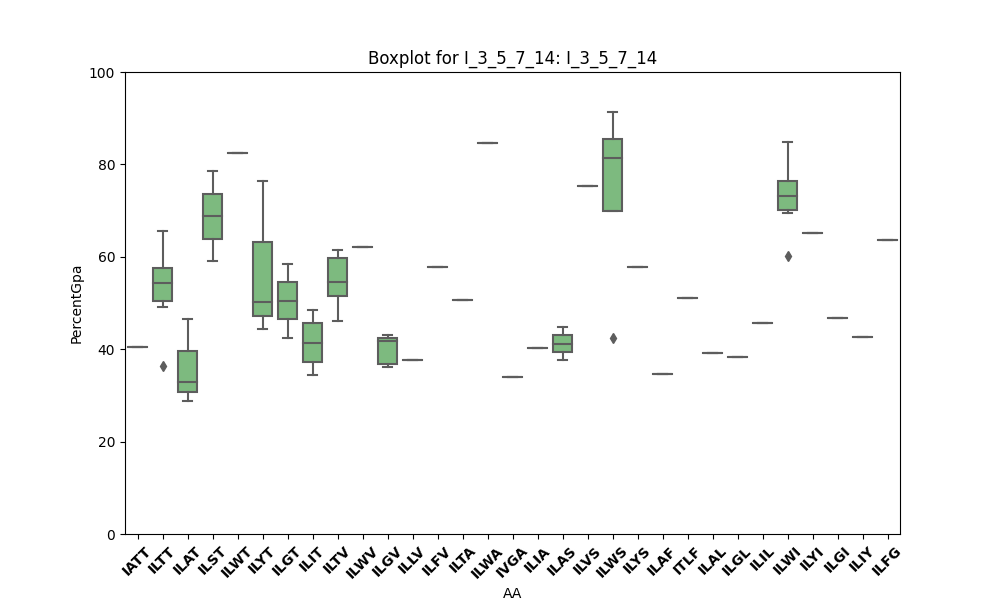 Boxplot for I_3_5_7_14: I_3_5_7_14
100
80
60
40
20
0
PercentGpa
IATT ILTT ILAT ILST ILWT ILYT ILGT ILIT ILTV ILWV ILGV ILLV ILFV ILTA ILWA IVGA ILIA ILAS ILVS ILWS ILYS ILAF ITLF ILAL ILGL ILIL ILWI ILYI ILGI ILIY ILFG
AA